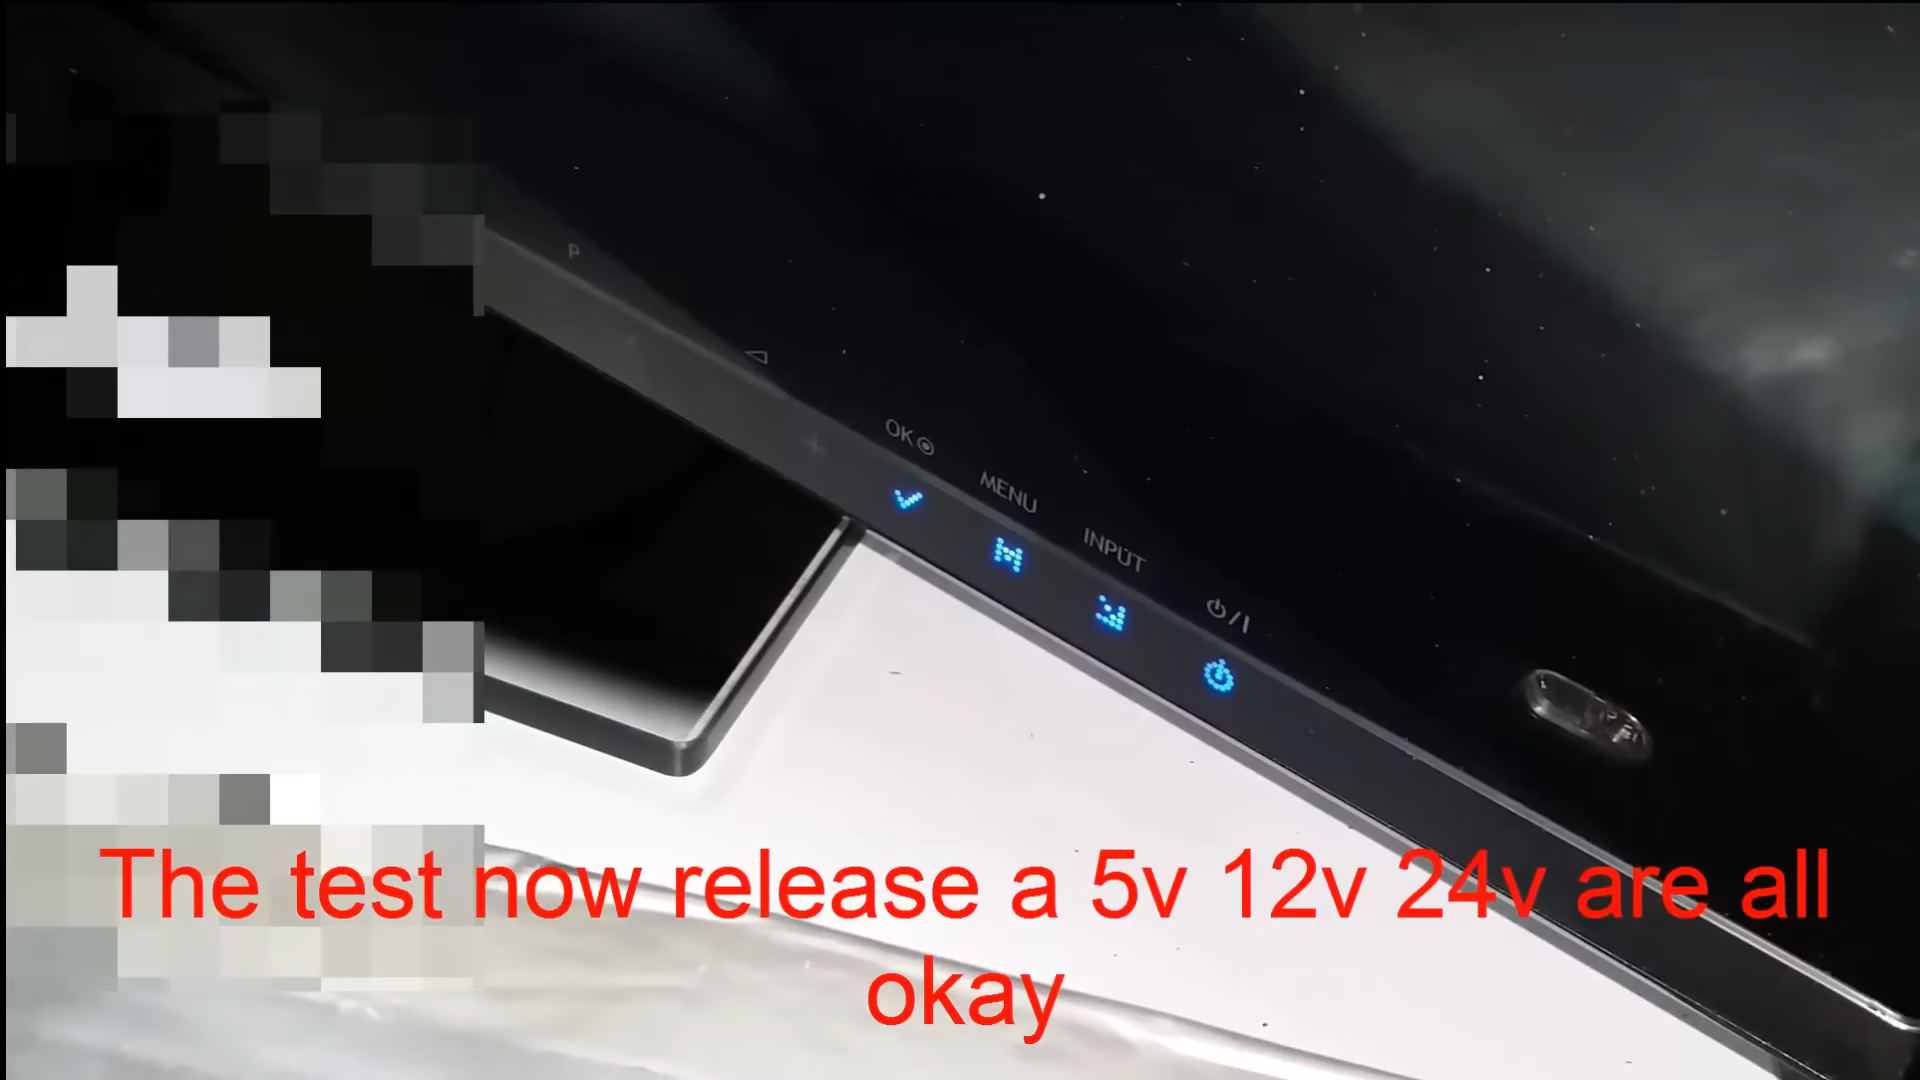 P
OK
MENU
INPUT
⏻/I
The test now release a 5v 12v 24v are all
okay